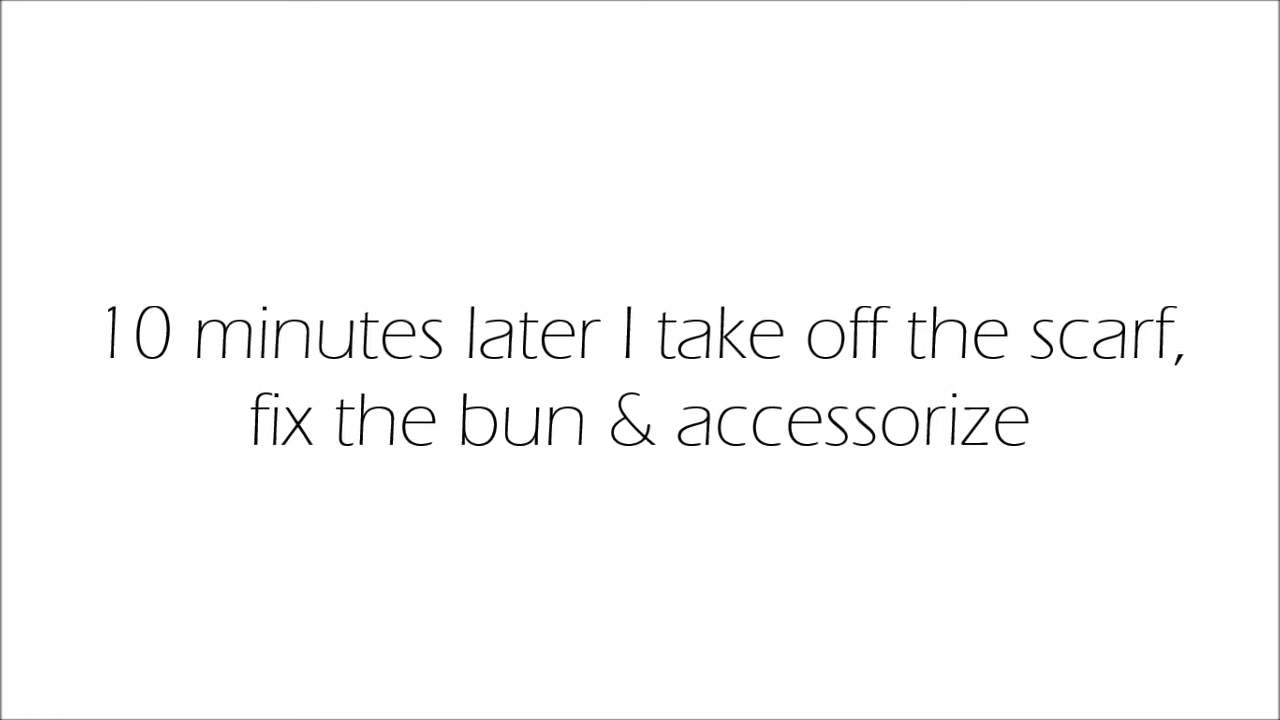 10 minutes later I take off the scarf,
fix the bun & accessorize